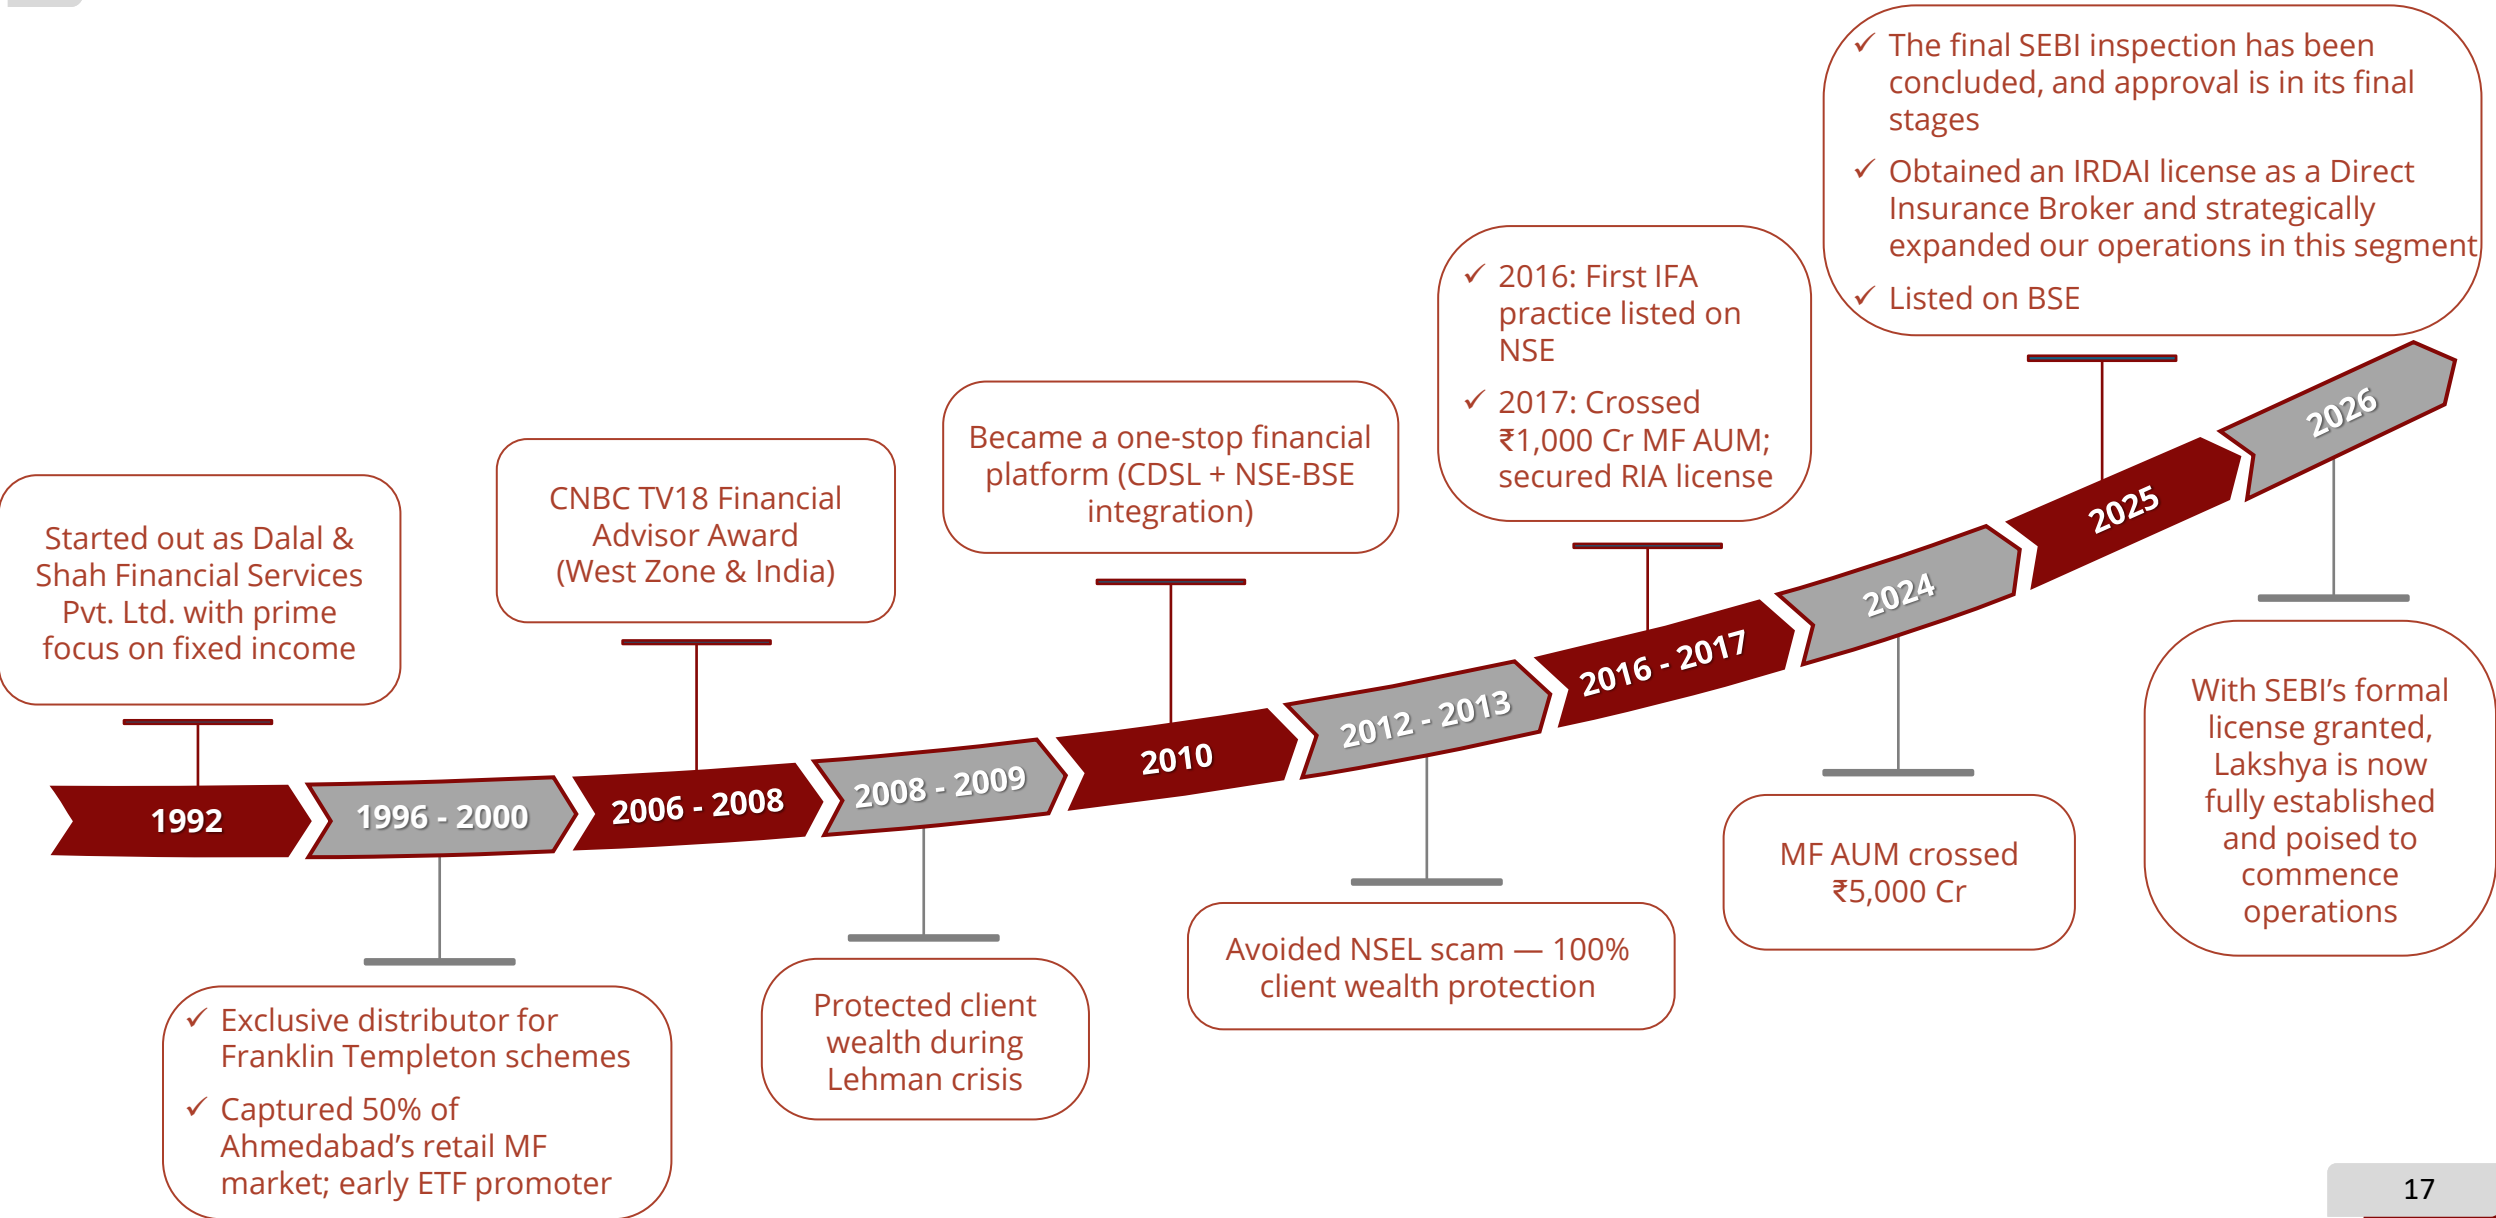 Started out as Dalal &
Shah Financial Services
Pvt. Ltd. with prime
focus on fixed income
1992
1996 - 2000
✓ Exclusive distributor for
Franklin Templeton schemes
✓ Captured 50% of
Ahmedabad’s retail MF
market; early ETF promoter
CNBC TV18 Financial
Advisor Award
(West Zone & India)
2006 - 2008
2008 - 2009
Protected client
wealth during
Lehman crisis
Became a one-stop financial
platform (CDSL + NSE-BSE
integration)
2010
2012 - 2013
Avoided NSEL scam — 100%
client wealth protection
✓ 2016: First IFA
practice listed on
NSE
✓ 2017: Crossed
₹1,000 Cr MF AUM;
secured RIA license
2016 - 2017
2024
MF AUM crossed
₹5,000 Cr
✓ The final SEBI inspection has been
concluded, and approval is in its final
stages
✓ Obtained an IRDAI license as a Direct
Insurance Broker and strategically
expanded our operations in this segment
✓ Listed on BSE
2025
2026
With SEBI’s formal
license granted,
Lakshya is now
fully established
and poised to
commence
operations
17